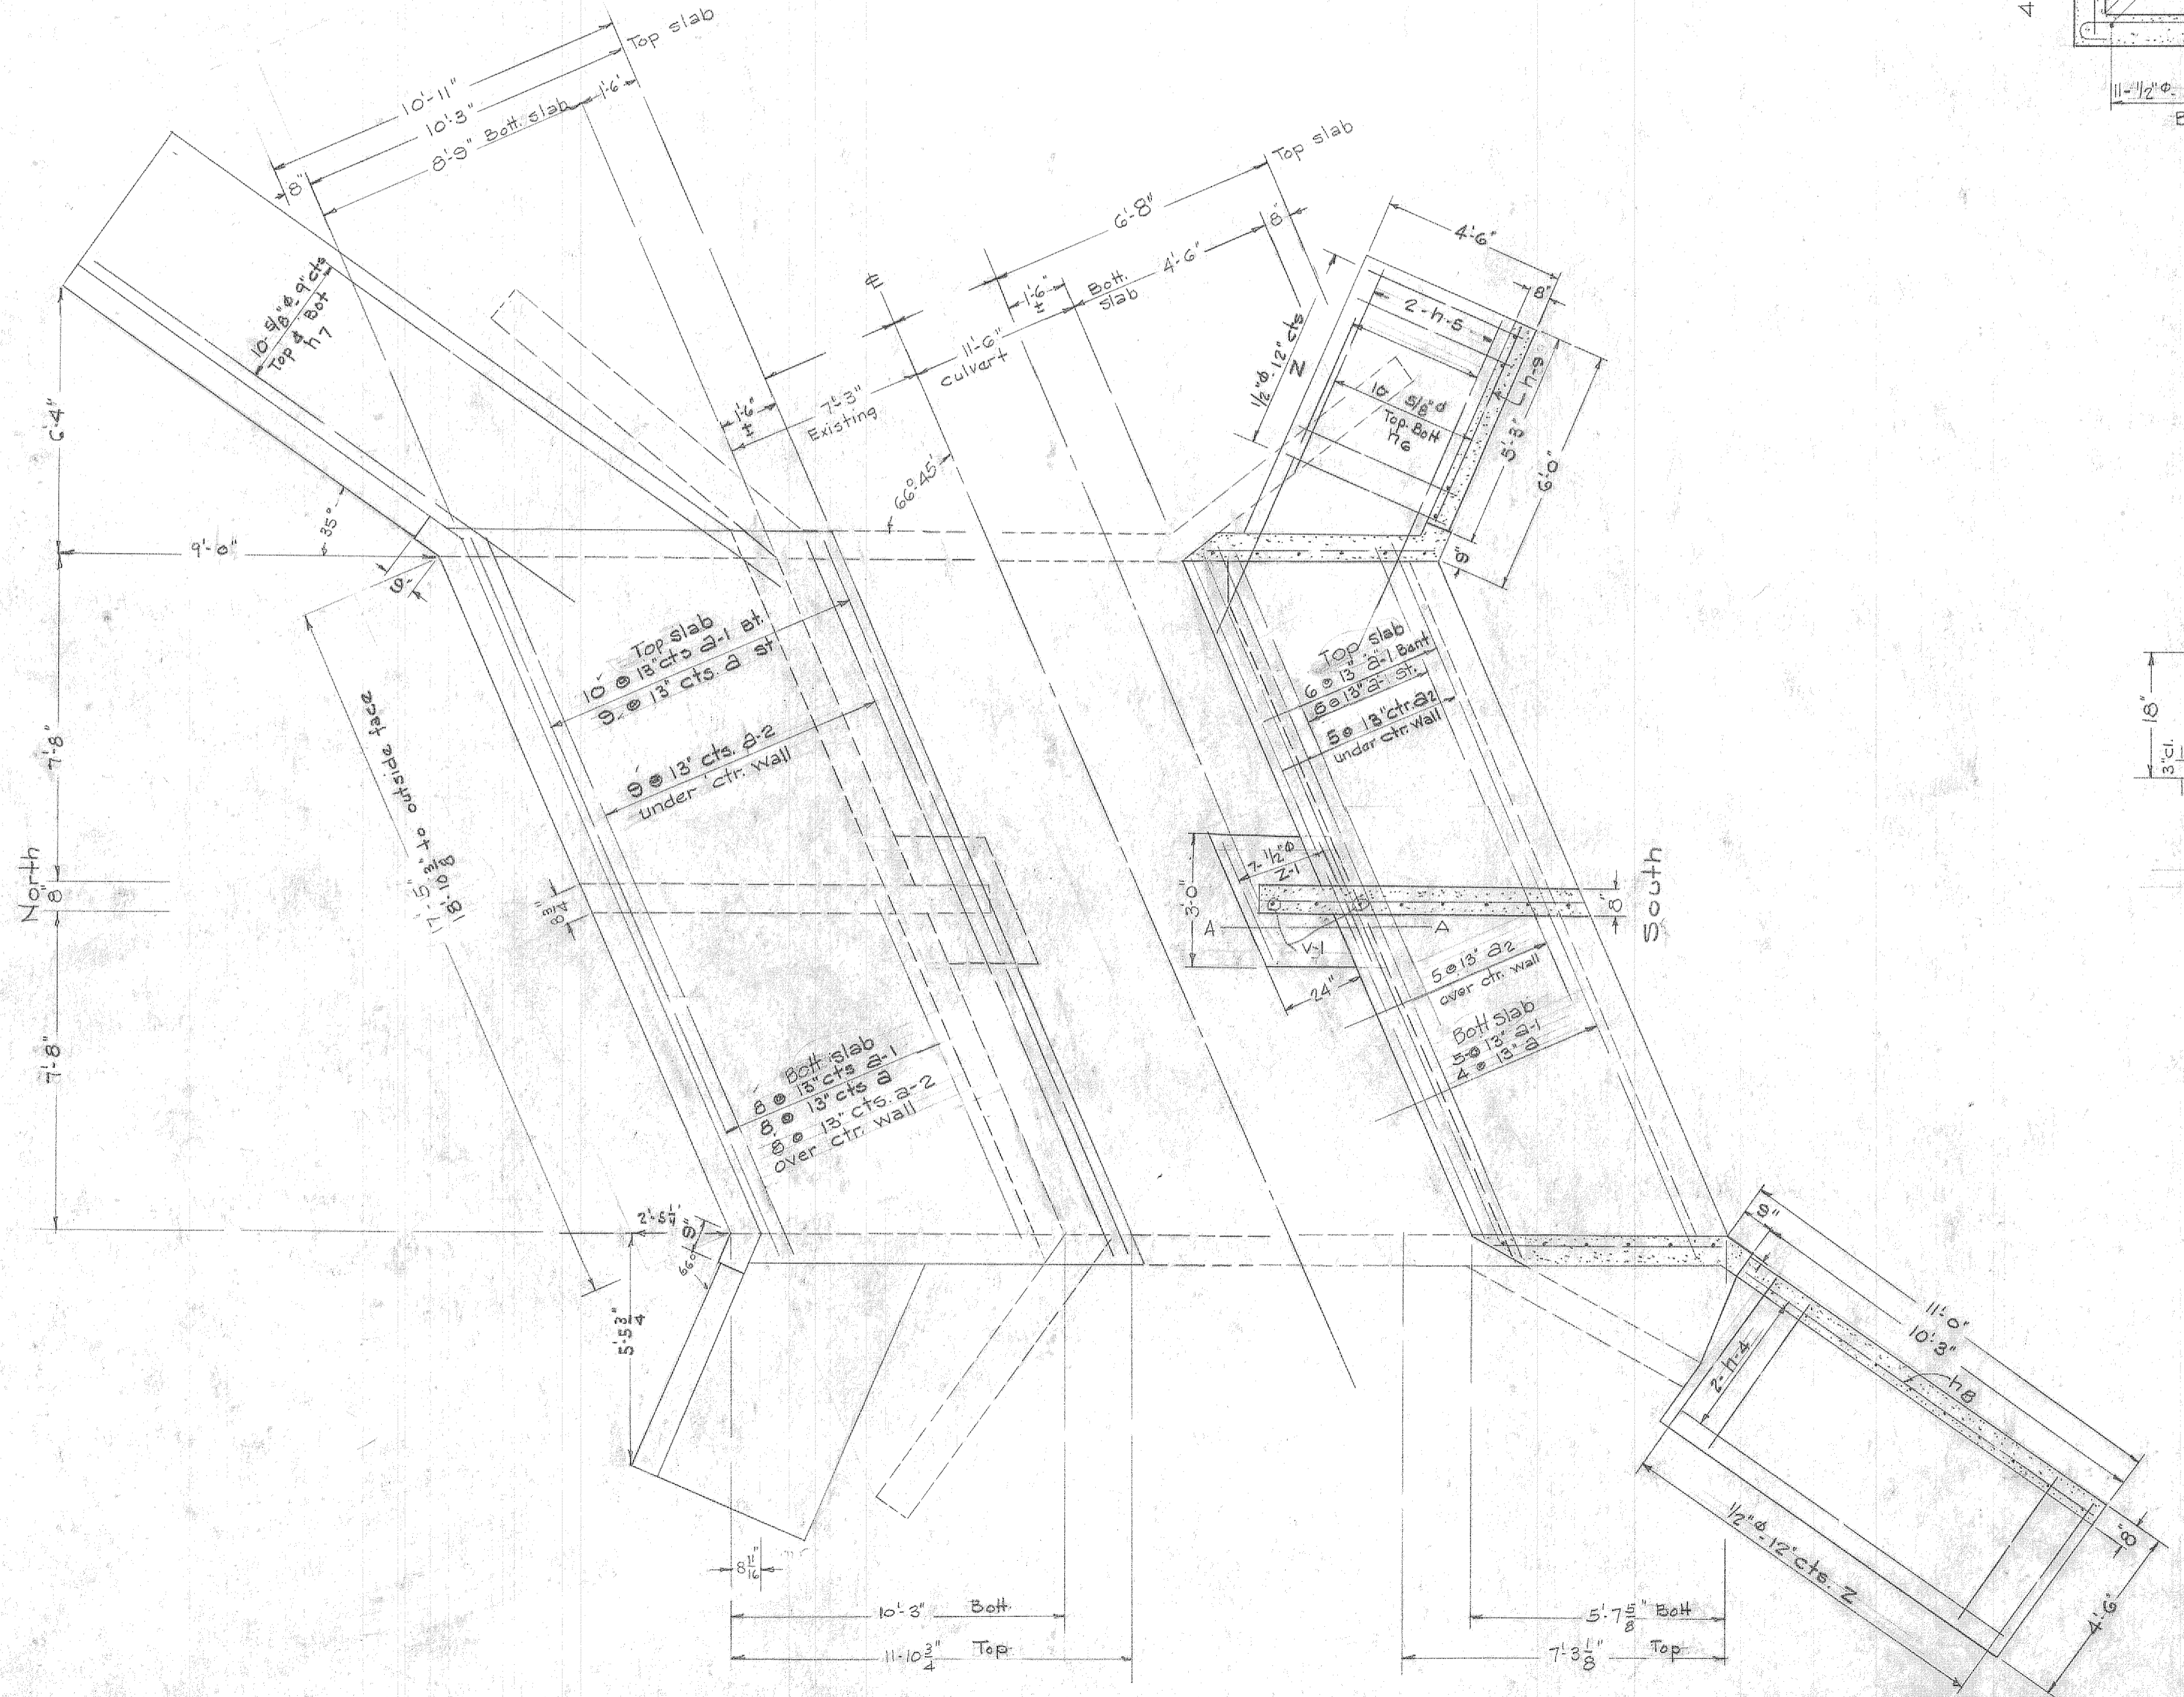 Top slab
10'-11"
10'-3"
8'-9" Bott. slab
1'-6"
8"
10- 5/8" Φ- 9" cts
Top & Bot
h7
6'-4"
9'-0"
35°
9"
7'-8"
North
8"
7'-8"
17'-5 3/4" to outside face
18'-10 3/8
8 3/4"
℄
1'-6"
±
7'-3"
Existing
11'-6"
culvert
66°-45'
Top slab
6'-8"
8"
1'-6"
±
Bott.
slab
4'-6"
1/2" Φ- 12" cts
Z
4'-6"
8"
2-h-5
h-9
10 5/8" Φ
Top. Bott
h6
5'-3"
6'-0"
9"
Top slab
10 @ 13" cts a-1 Bt.
9 @ 13" cts. a st
9 @ 13" cts. a-2
under ctr. wall
Top slab
6 @ 13" a-1 Bent
5 @ 13" a-1 st.
5 @ 13" ctr. a2
under ctr. wall
7- 1/2" Φ
Z-1
3'-0"
A
A
V-1
24"
8"
South
5 @ 13" a2
over ctr. wall
Bott slab
5 @ 13" a-1
4 @ 13" a
Bott. slab
8 @ 13" cts a-1
8 @ 13" cts a
8 @ 13" cts. a-2
over ctr. wall
2'-5 1/4"
9"
66°
5'-5 3/4"
8 11/16"
10'-3" Bott.
11-10 3/4" Top
5'-7 5/8" Bott
7'-3 1/8" Top
9"
11'-0"
10'-3"
2-h-4
h8
1/2" Φ- 12" cts. Z
8"
4'-6"
4
11- 1/2" Φ.
B
18"
3" cl.